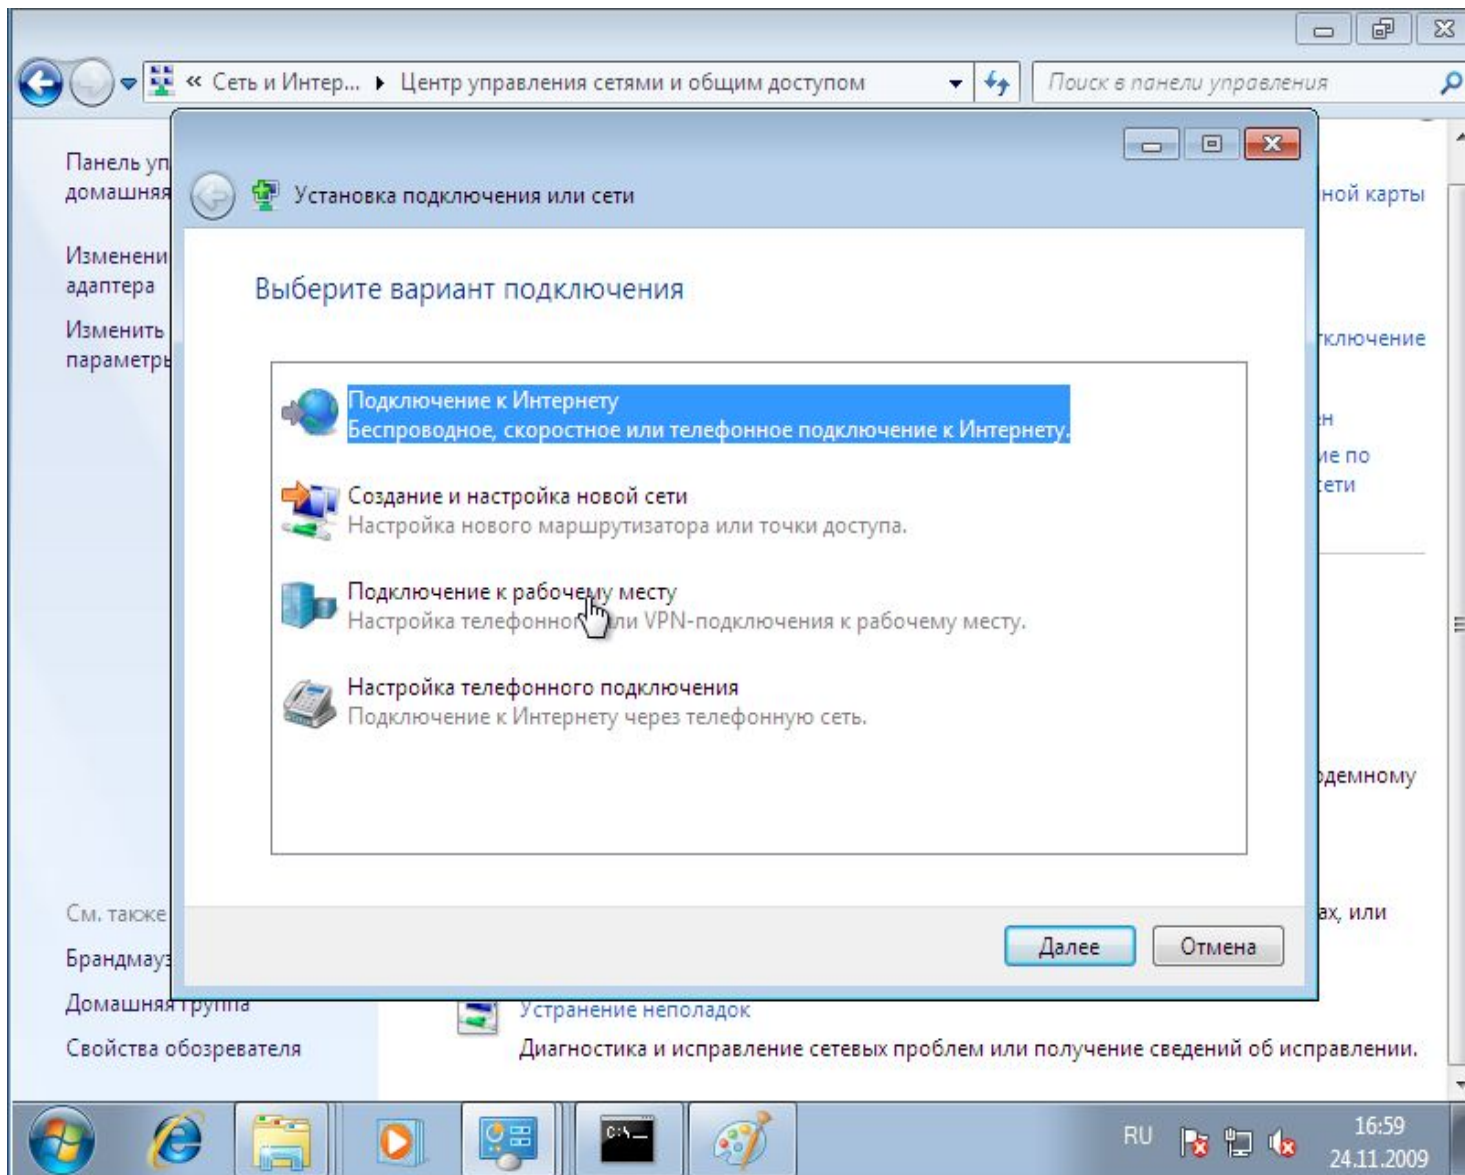 « Сеть и Интер... ▸ Центр управления сетями и общим доступом
Поиск в панели управления
Панель уп
домашняя
Изменени
адаптера
Изменить
параметры
См. также
Брандмауэ
Домашняя группа
Свойства обозревателя
Установка подключения или сети
Выберите вариант подключения
Подключение к Интернету
Беспроводное, скоростное или телефонное подключение к Интернету.
Создание и настройка новой сети
Настройка нового маршрутизатора или точки доступа.
Подключение к рабочему месту
Настройка телефонного или VPN-подключения к рабочему месту.
Настройка телефонного подключения
Подключение к Интернету через телефонную сеть.
Далее
Отмена
ной карты
ключение
ен
ие по
сети
одемному
ах, или
Устранение неполадок
Диагностика и исправление сетевых проблем или получение сведений об исправлении.
C:\_
RU
16:59
24.11.2009